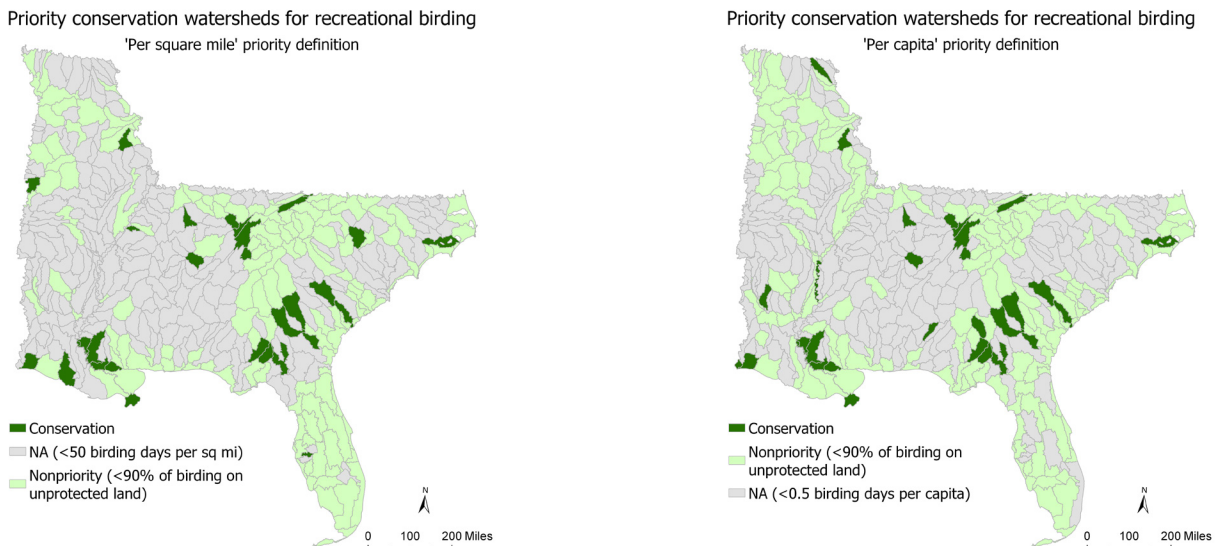 Priority conservation watersheds for recreational birding
'Per square mile' priority definition
Conservation
NA (<50 birding days per sq mi)
Nonpriority (<90% of birding on
unprotected land)
N
0 100 200 Miles
Priority conservation watersheds for recreational birding
'Per capita' priority definition
Conservation
Nonpriority (<90% of birding on
unprotected land)
NA (<0.5 birding days per capita)
N
0 100 200 Miles